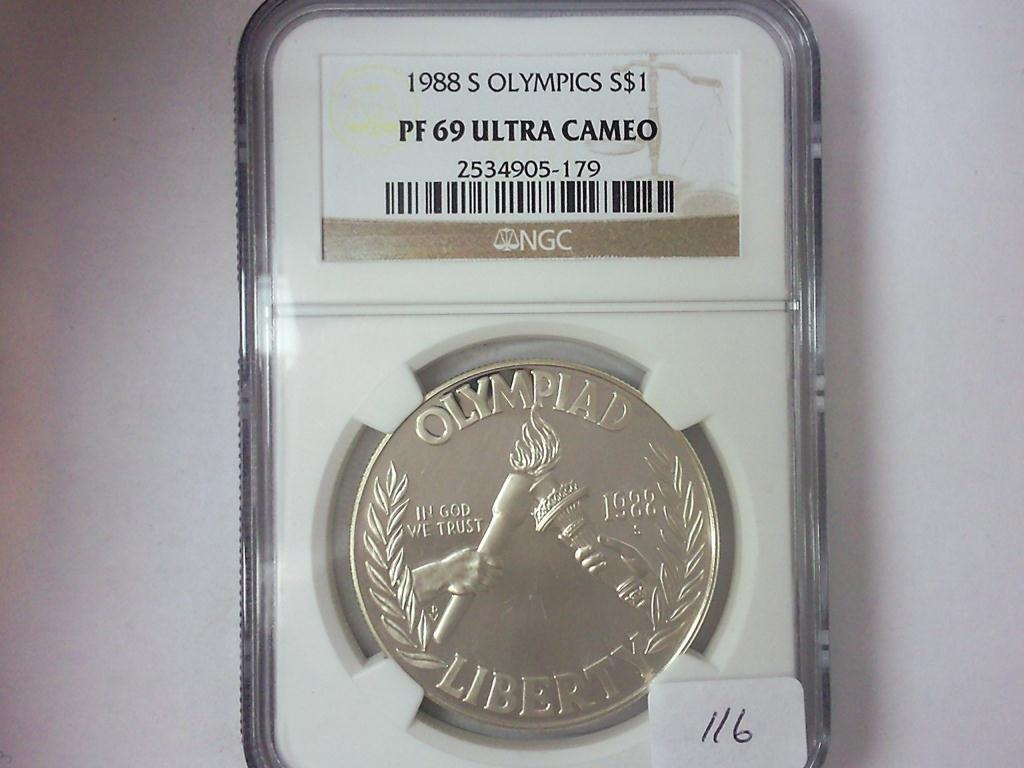 1988 S OLYMPICS S$1
PF 69 ULTRA CAMEO
2534905-179
NGC
OLYMPIAD
IN GOD
WE TRUST
1988
S
LIBERTY
116